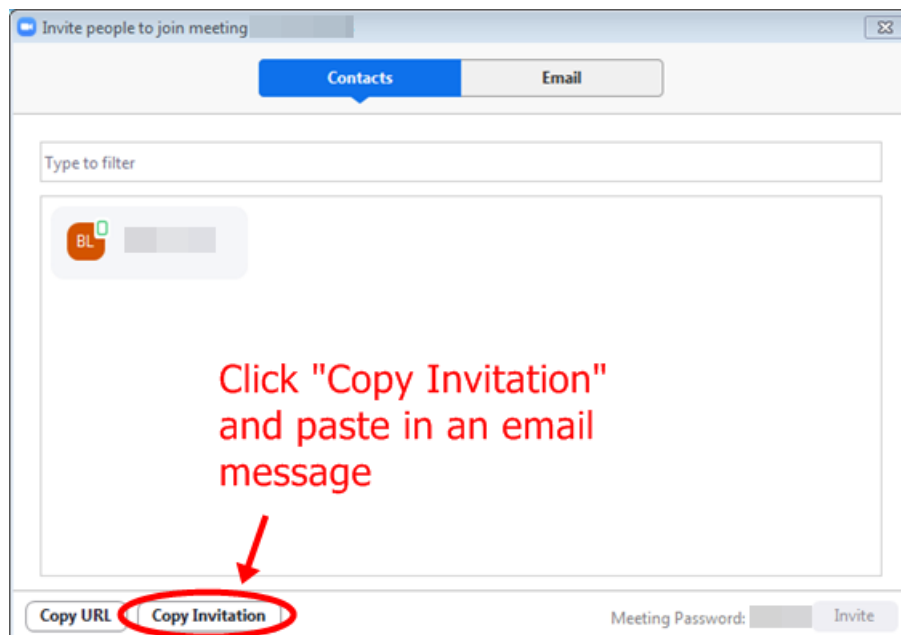 Invite people to join meeting
Contacts Email
Type to filter
BL
Click "Copy Invitation"
and paste in an email
message
Copy URL Copy Invitation Meeting Password: Invite